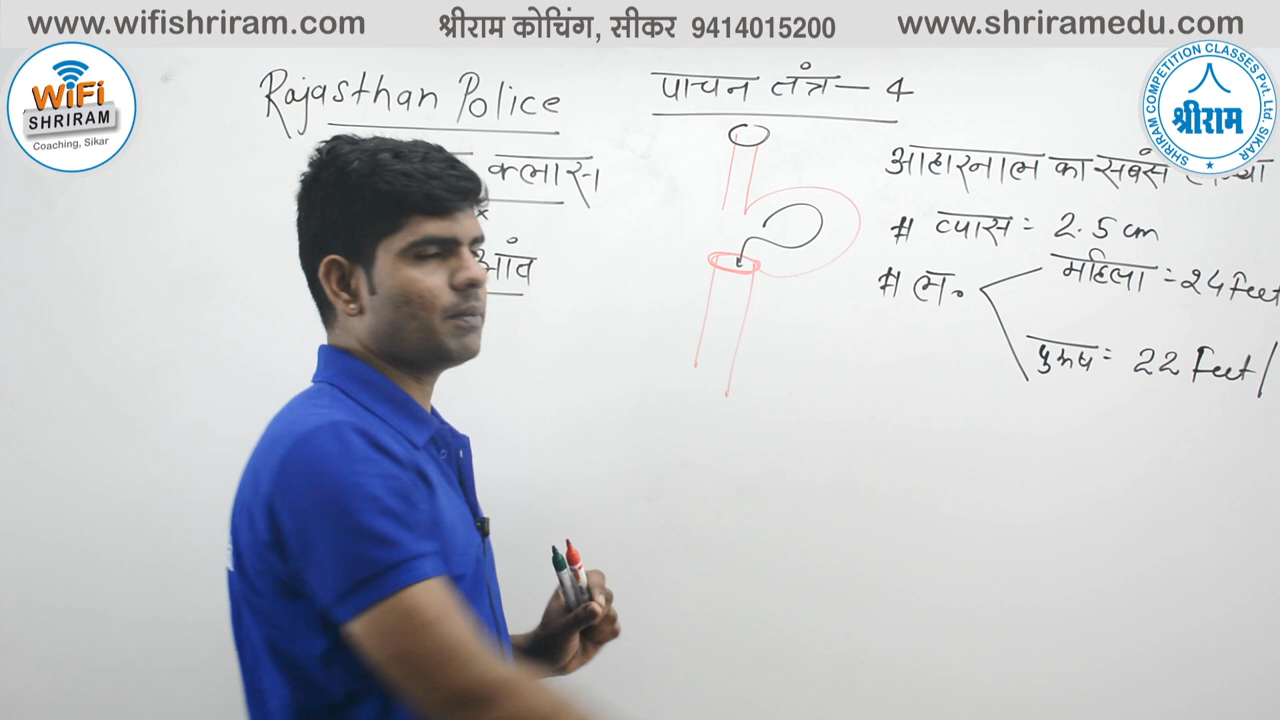 www.wifishriram.com
श्रीराम कोचिंग, सीकर 9414015200
www.shriramedu.com
WiFi
SHRIRAM
Coaching, Sikar
SHRIRAM COMPETITION CLASSES Pvt. Ltd. SIKAR
श्रीराम
Rajasthan Police
क्लास
आंत
पाचन तंत्र – 4
आहारनाल का सबसे
# व्यास = 2.5 cm
# ल.
महिला = 24 Feet
पुरुष = 22 Feet